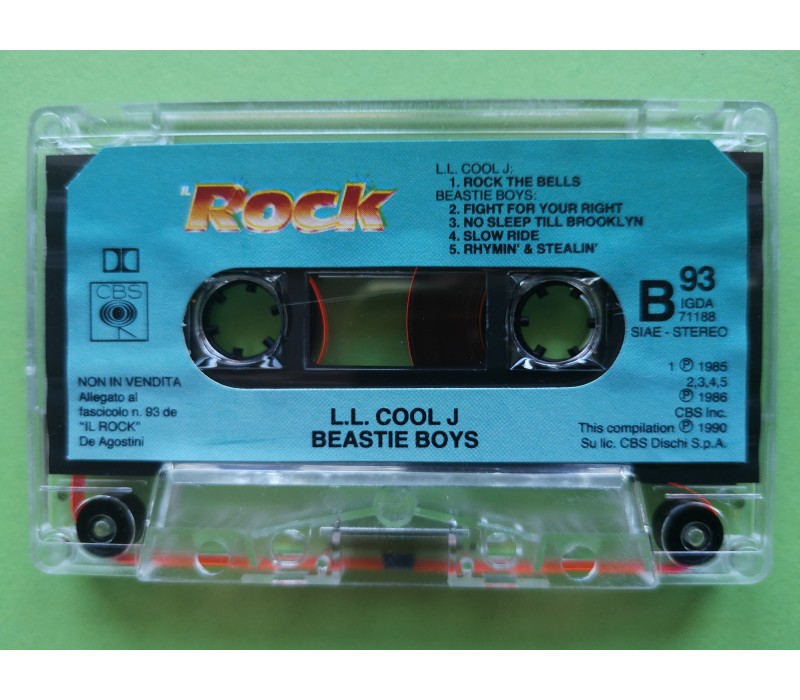 IL Rock
L.L. COOL J:
1. ROCK THE BELLS
BEASTIE BOYS:
2. FIGHT FOR YOUR RIGHT
3. NO SLEEP TILL BROOKLYN
4. SLOW RIDE
5. RHYMIN' & STEALIN'
CBS
B 93
IGDA
71188
SIAE - STEREO
NON IN VENDITA
Allegato al
fascicolo n. 93 de
"IL ROCK"
De Agostini
L.L. COOL J
BEASTIE BOYS
1 Ⓟ 1985
2,3,4,5
Ⓟ 1986
CBS Inc.
This compilation Ⓟ 1990
Su lic. CBS Dischi S.p.A.